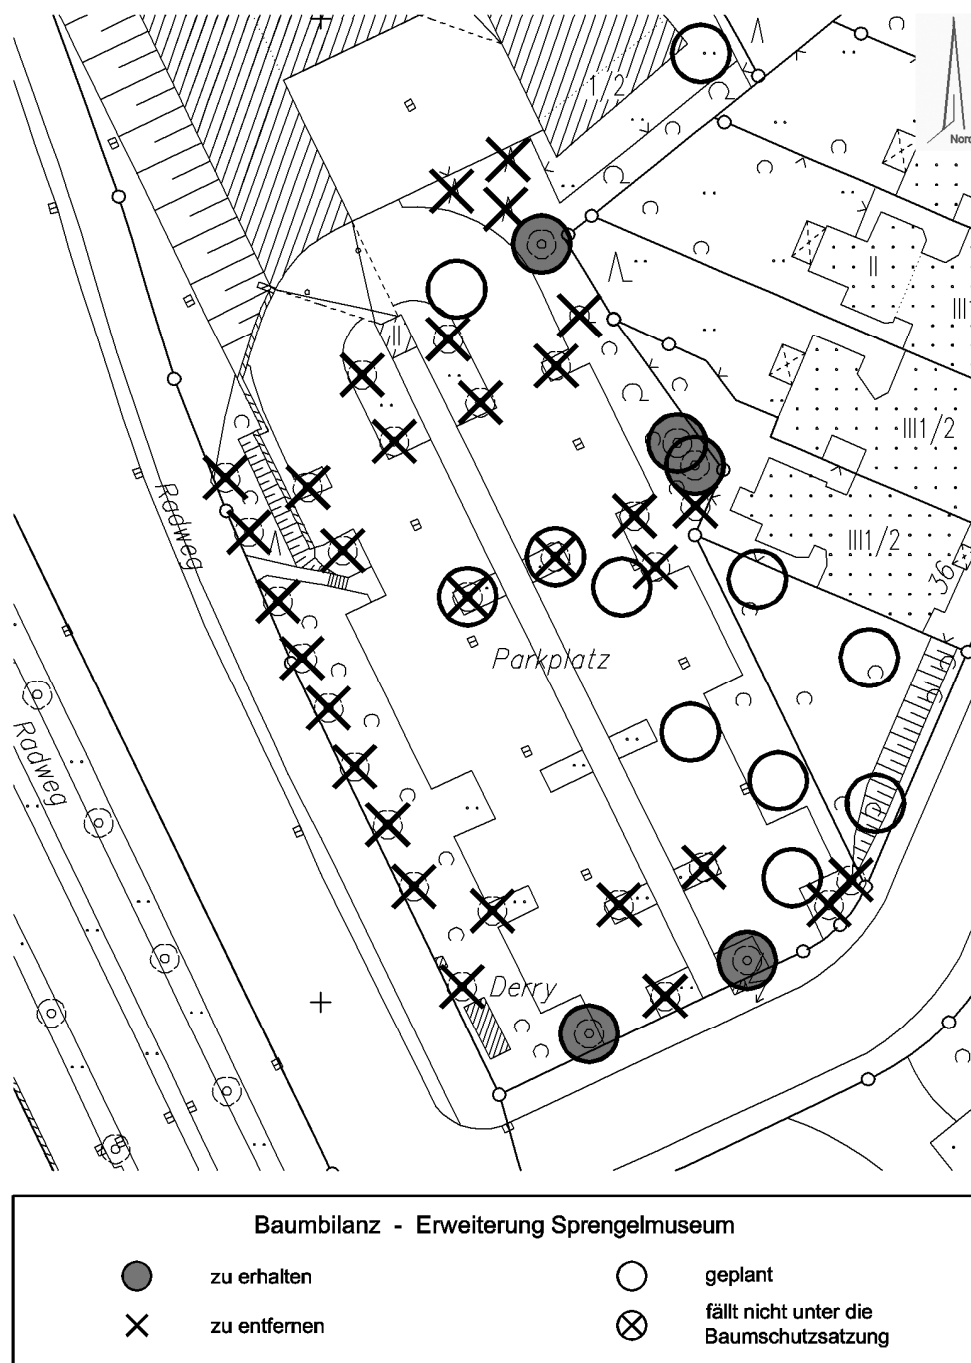 1/2
Nord
II
III
II
III1/2
III1/2
36
Radweg
Radweg
Parkplatz
Derry
Baumbilanz - Erweiterung Sprengelmuseum
zu erhalten
geplant
zu entfernen
fällt nicht unter die
Baumschutzsatzung